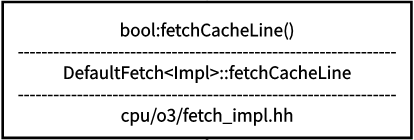 bool:fetchCacheLine()
DefaultFetch<Impl>::fetchCacheLine
cpu/o3/fetch_impl.hh